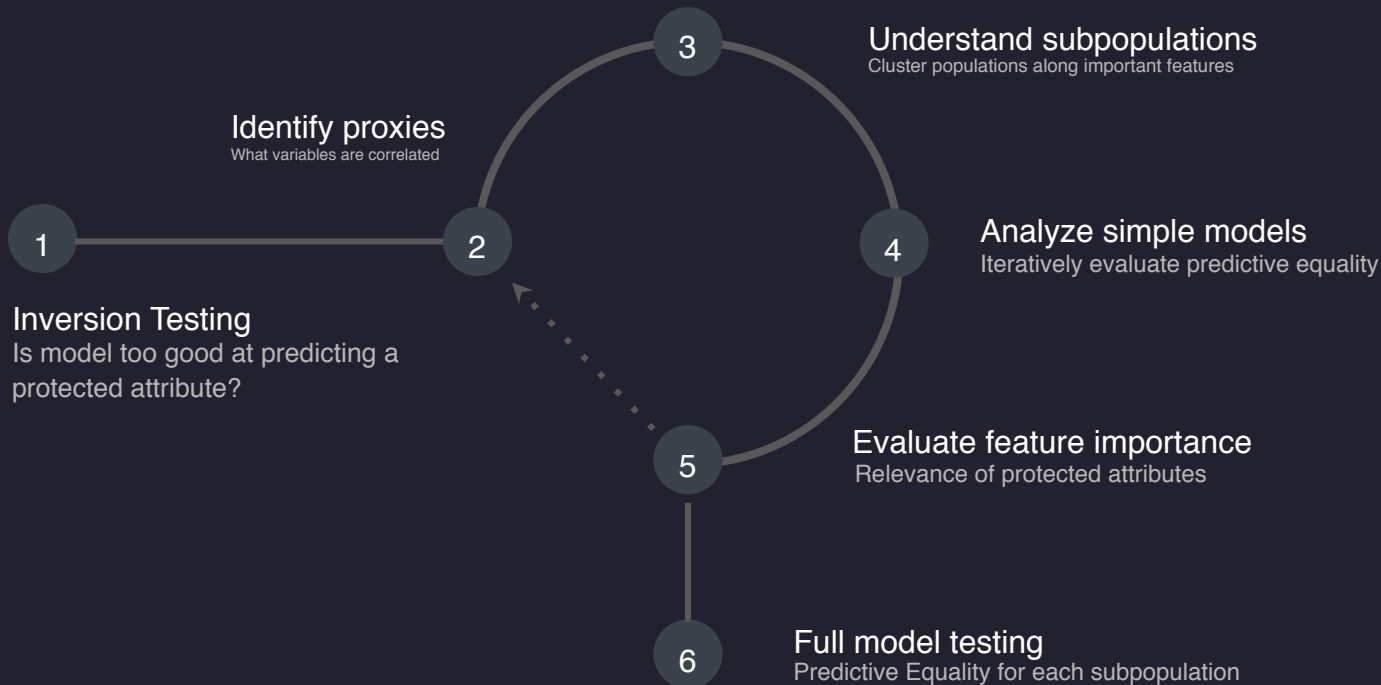 3
Understand subpopulations
Cluster populations along important features
Identify proxies
What variables are correlated
1
2
4
Analyze simple models
Iteratively evaluate predictive equality
Inversion Testing
Is model too good at predicting a
protected attribute?
5
Evaluate feature importance
Relevance of protected attributes
6
Full model testing
Predictive Equality for each subpopulation